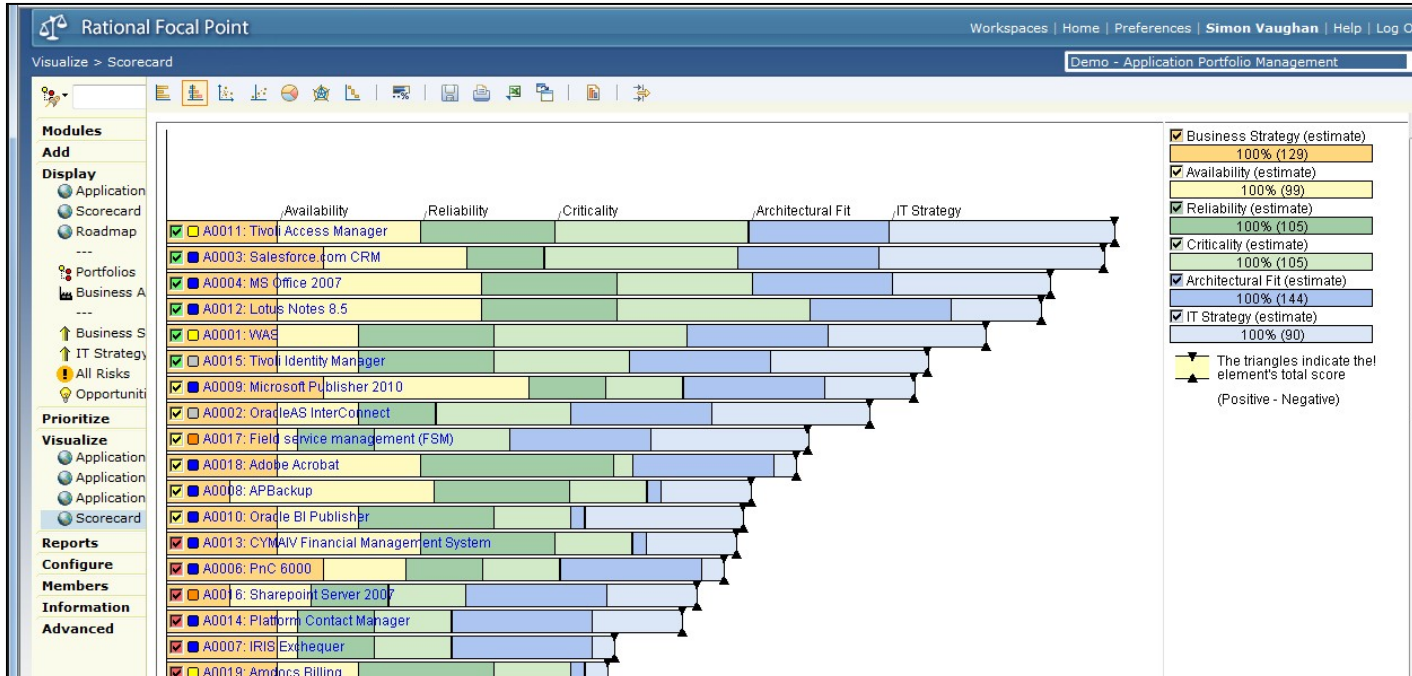 Rational Focal Point
Workspaces | Home | Preferences | Simon Vaughan | Help | Log O
Visualize > Scorecard
Demo - Application Portfolio Management
Modules
Add
Display
Application
Scorecard
Roadmap
---
Portfolios
Business A
---
Business S
IT Strategy
All Risks
Opportuniti
Prioritize
Visualize
Application
Application
Application
Scorecard
Reports
Configure
Members
Information
Advanced
Availability Reliability Criticality Architectural Fit IT Strategy
A0011: Tivoli Access Manager
A0003: Salesforce.com CRM
A0004: MS Office 2007
A0012: Lotus Notes 8.5
A0001: WAS
A0015: Tivoli Identity Manager
A0009: Microsoft Publisher 2010
A0002: OracleAS InterConnect
A0017: Field service management (FSM)
A0018: Adobe Acrobat
A0008: APBackup
A0010: Oracle BI Publisher
A0013: CYMAIV Financial Management System
A0006: PnC 6000
A0016: Sharepoint Server 2007
A0014: Platform Contact Manager
A0007: IRIS Exchequer
A0019: Amdocs Billing
Business Strategy (estimate)
100% (129)
Availability (estimate)
100% (99)
Reliability (estimate)
100% (105)
Criticality (estimate)
100% (105)
Architectural Fit (estimate)
100% (144)
IT Strategy (estimate)
100% (90)
The triangles indicate the!
element's total score
(Positive - Negative)